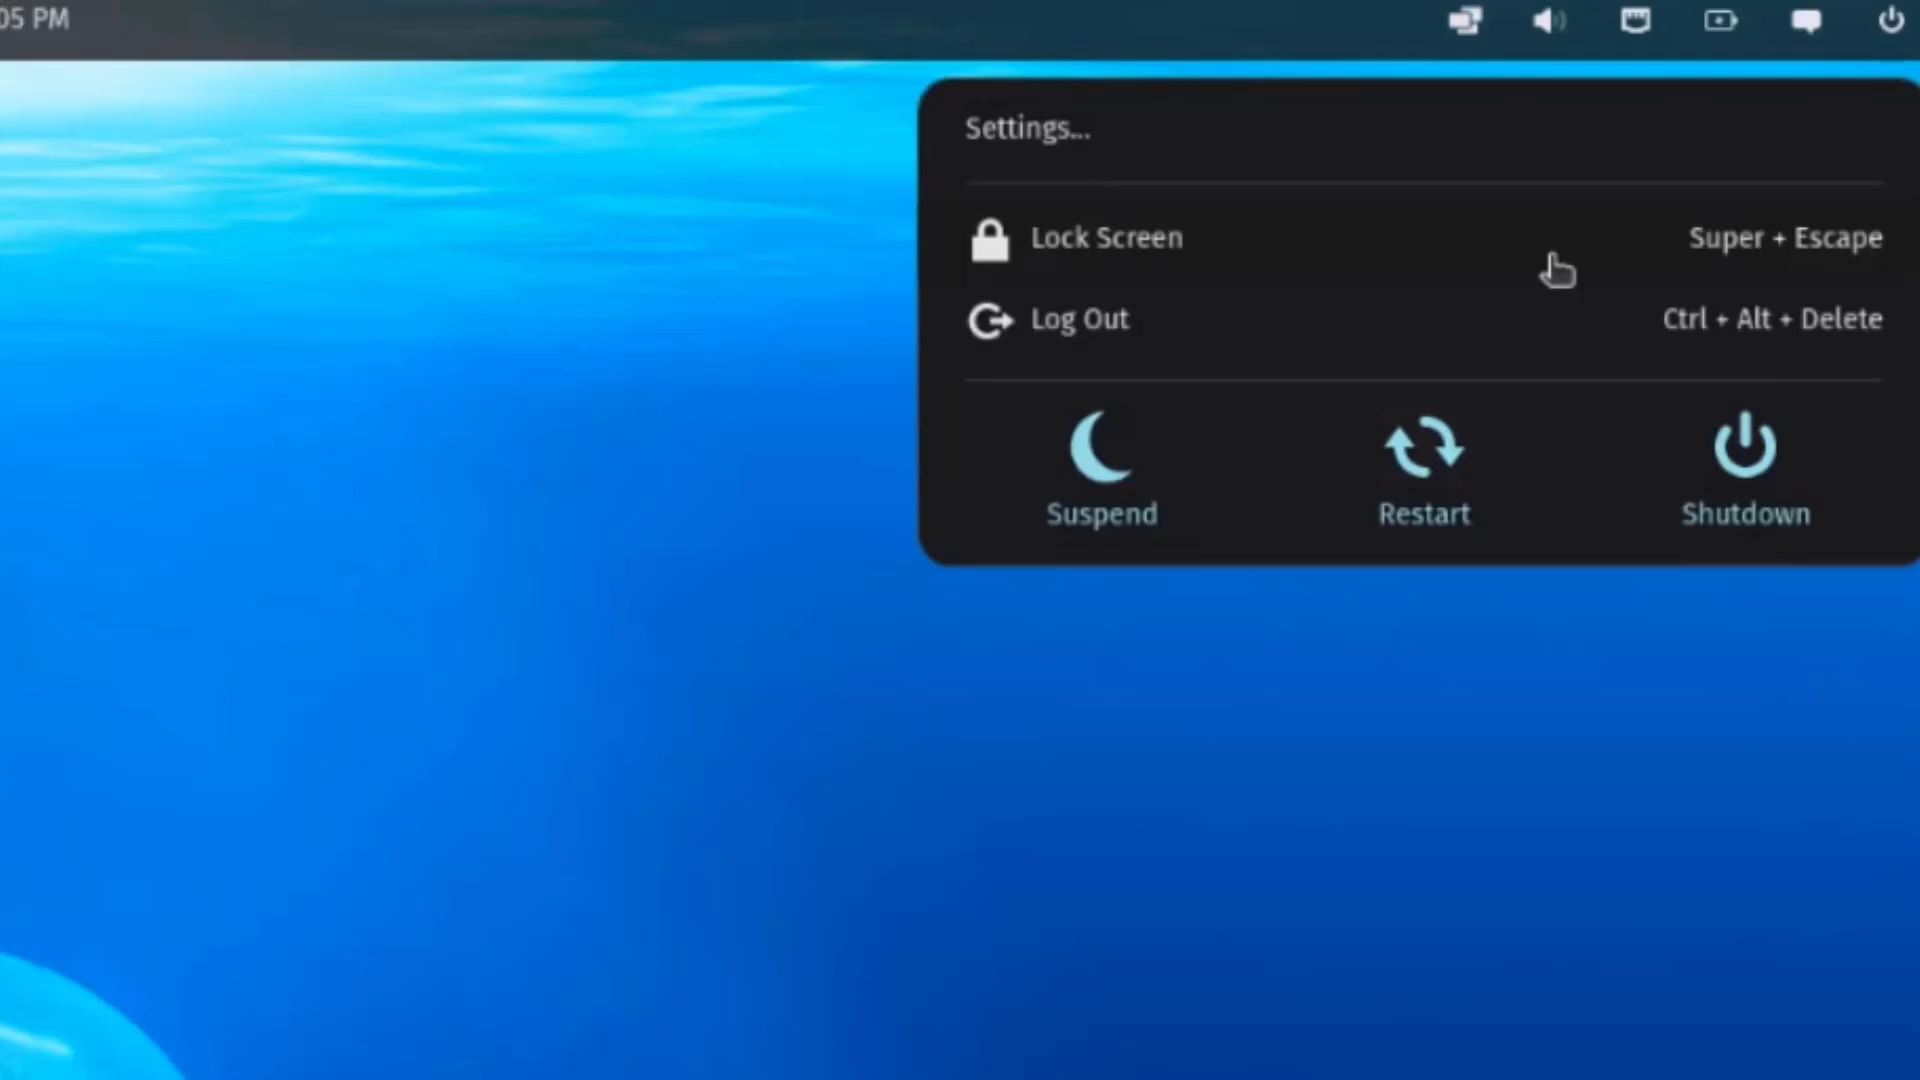 05 PM
Settings...
Lock Screen Super + Escape
Log Out Ctrl + Alt + Delete
Suspend Restart Shutdown